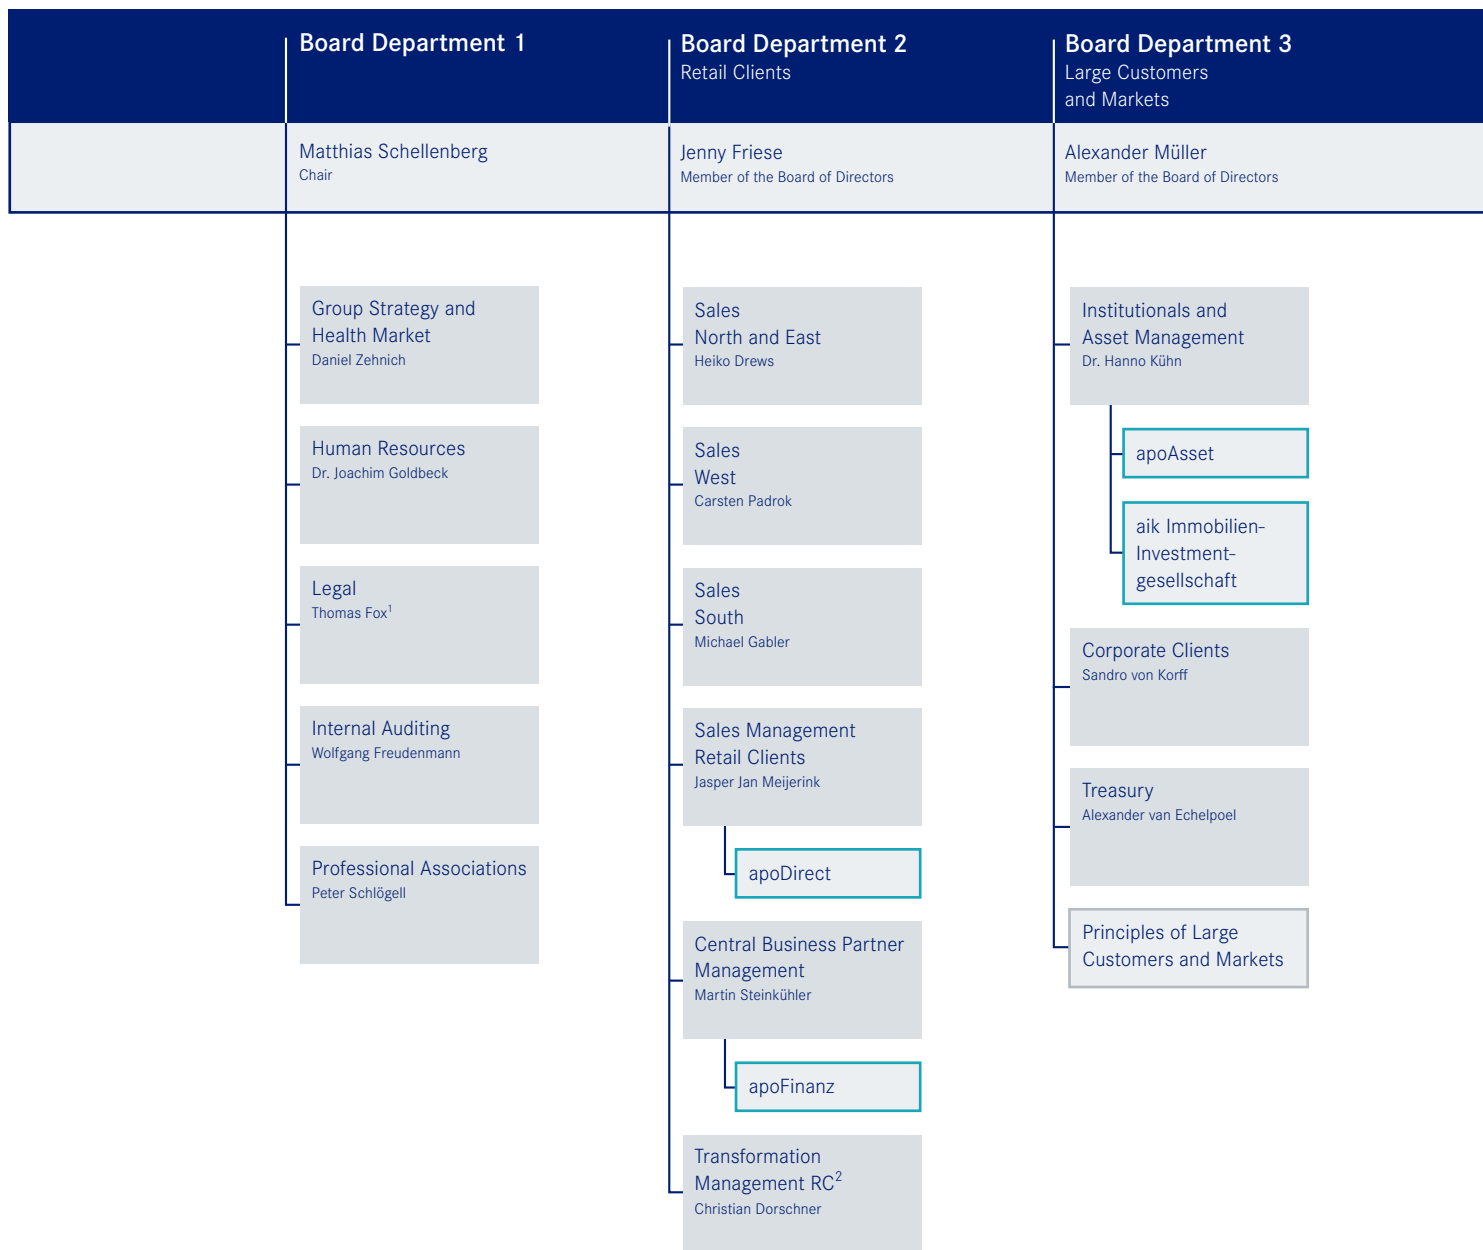 Board Department 1
Matthias Schellenberg
Chair
Group Strategy and
Health Market
Daniel Zehnich
Human Resources
Dr. Joachim Goldbeck
Legal
Thomas Fox¹
Internal Auditing
Wolfgang Freudenmann
Professional Associations
Peter Schlögell
Board Department 2
Retail Clients
Jenny Friese
Member of the Board of Directors
Sales
North and East
Heiko Drews
Sales
West
Carsten Padrok
Sales
South
Michael Gabler
Sales Management
Retail Clients
Jasper Jan Meijerink
apoDirect
Central Business Partner
Management
Martin Steinkühler
apoFinanz
Transformation
Management RC²
Christian Dorschner
Board Department 3
Large Customers
and Markets
Alexander Müller
Member of the Board of Directors
Institutionals and
Asset Management
Dr. Hanno Kühn
apoAsset
aik Immobilien-
Investment-
gesellschaft
Corporate Clients
Sandro von Korff
Treasury
Alexander van Echelpoel
Principles of Large
Customers and Markets